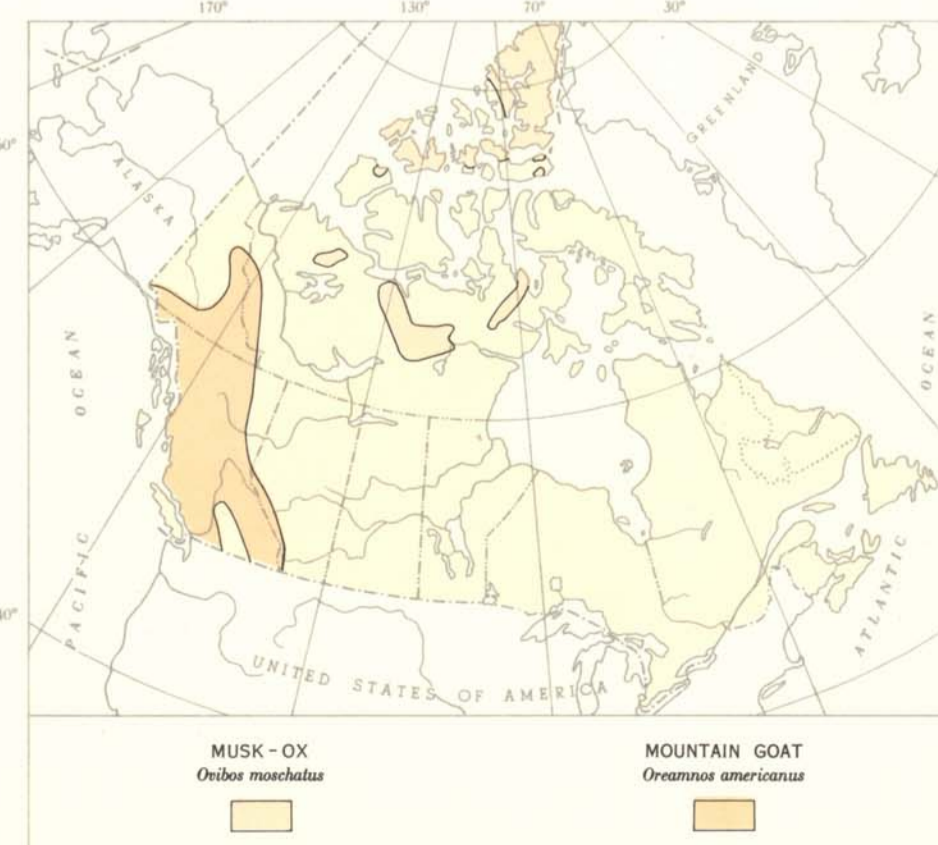 170° 130° 70° 30°
GREENLAND
ALASKA
OCEAN
OCEAN
PACIFIC
ATLANTIC
UNITED STATES OF AMERICA
MUSK-OX
Ovibos moschatus
MOUNTAIN GOAT
Oreamnos americanus